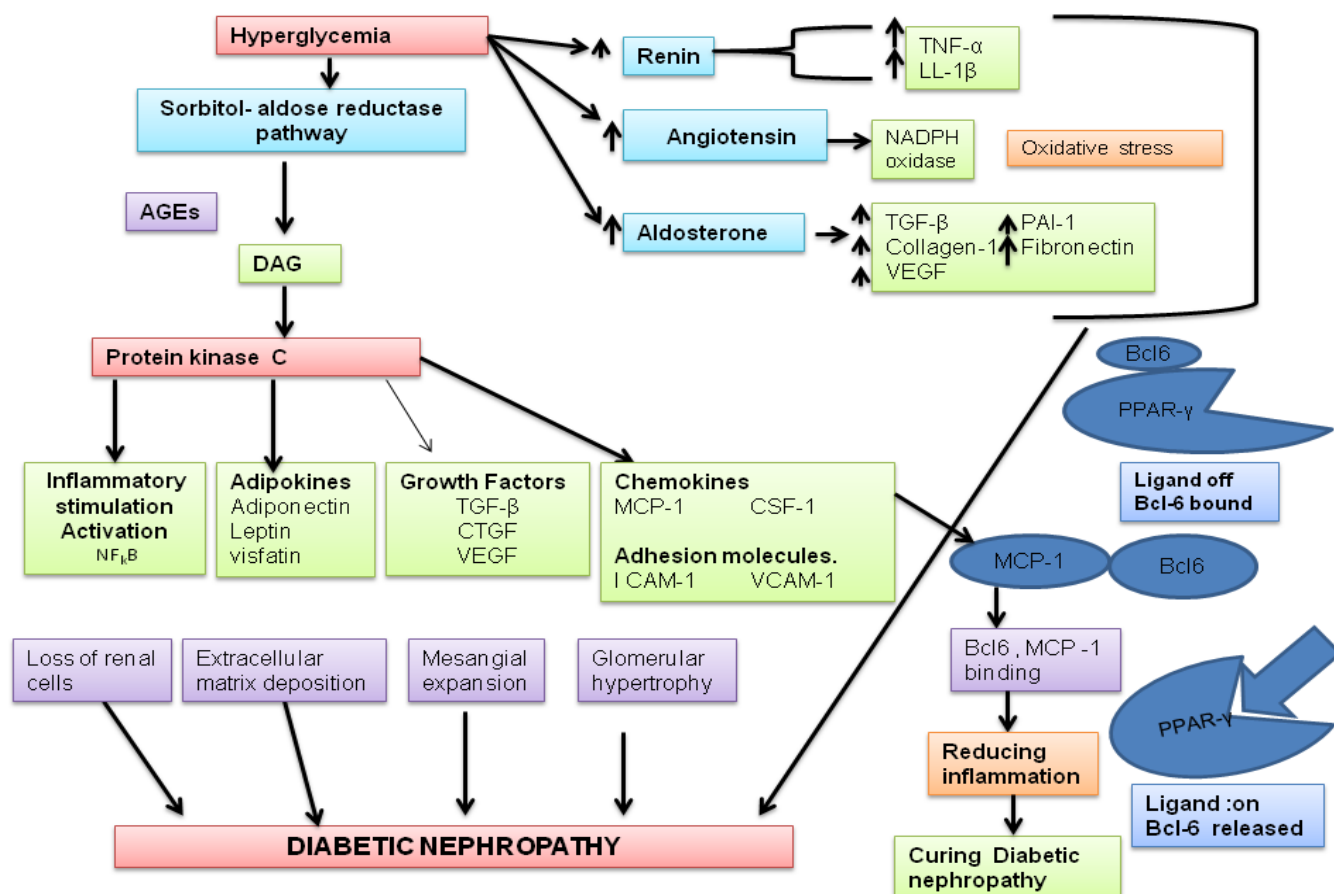 Hyperglycemia
Sorbitol- aldose reductase
pathway
AGEs
DAG
Protein kinase C
Renin
TNF-α
LL-1β
Angiotensin
NADPH
oxidase
Oxidative stress
Aldosterone
TGF-β PAI-1
Collagen-1 Fibronectin
VEGF
Inflammatory
stimulation
Activation
NFkB
Adipokines
Adiponectin
Leptin
visfatin
Growth Factors
TGF-β
CTGF
VEGF
Chemokines
MCP-1 CSF-1
Adhesion molecules.
I CAM-1 VCAM-1
Bcl6
PPAR-γ
Ligand off
Bcl-6 bound
MCP-1
Bcl6
Bcl6 , MCP -1
binding
Reducing
inflammation
Curing Diabetic
nephropathy
PPAR-γ
Ligand :on
Bcl-6 released
Loss of renal
cells
Extracellular
matrix deposition
Mesangial
expansion
Glomerular
hypertrophy
DIABETIC NEPHROPATHY